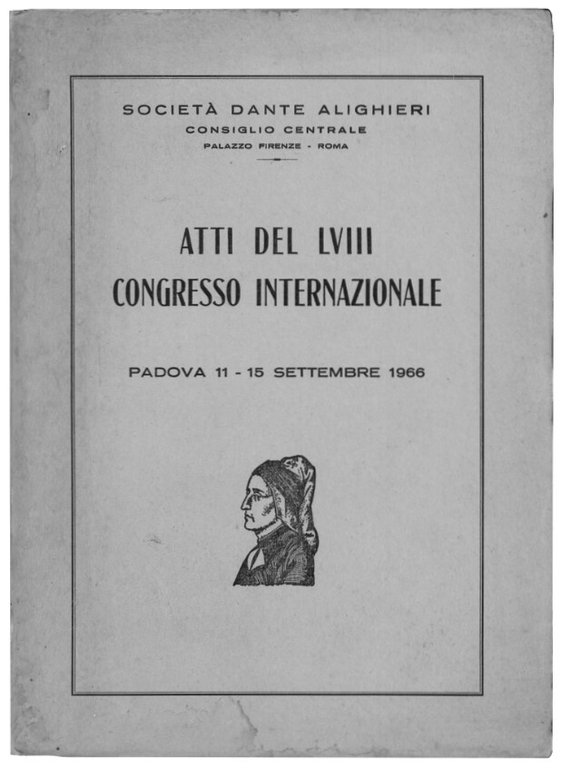 SOCIETÀ DANTE ALIGHIERI
CONSIGLIO CENTRALE
PALAZZO FIRENZE - ROMA
ATTI DEL LVIII
CONGRESSO INTERNAZIONALE
PADOVA 11 - 15 SETTEMBRE 1966